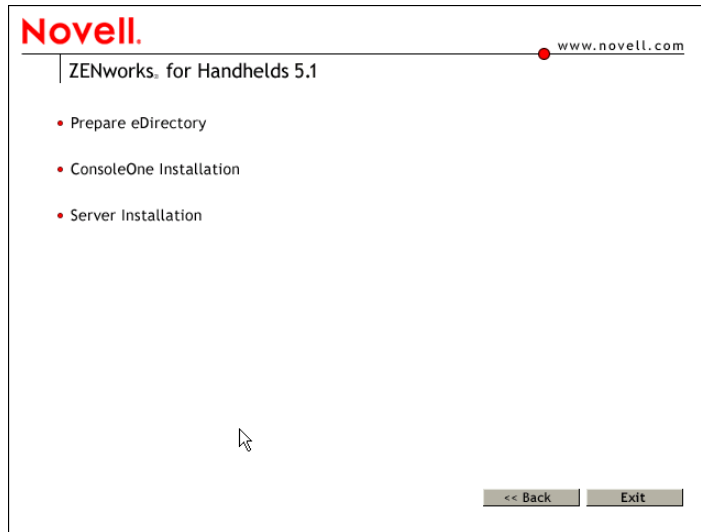 Novell.
www.novell.com
ZENworks® for Handhelds 5.1
Prepare eDirectory
ConsoleOne Installation
Server Installation
<< Back
Exit